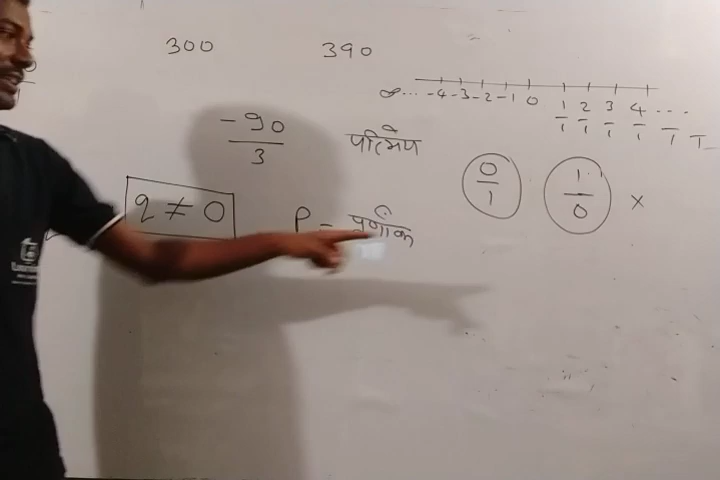 300 390
∞... -4 -3 -2 -1 0 1/1 2/1 3/1 4/1 ....
-90/3 परिमेय
0/1 1/0 ×
q ≠ 0 P - पूर्णांक